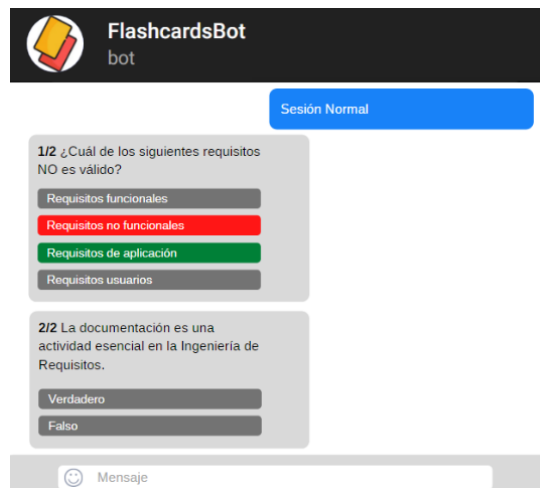 FlashcardsBot
bot
Sesión Normal
1/2 ¿Cuál de los siguientes requisitos
NO es válido?
Requisitos funcionales
Requisitos no funcionales
Requisitos de aplicación
Requisitos usuarios
2/2 La documentación es una
actividad esencial en la Ingeniería de
Requisitos.
Verdadero
Falso
Mensaje